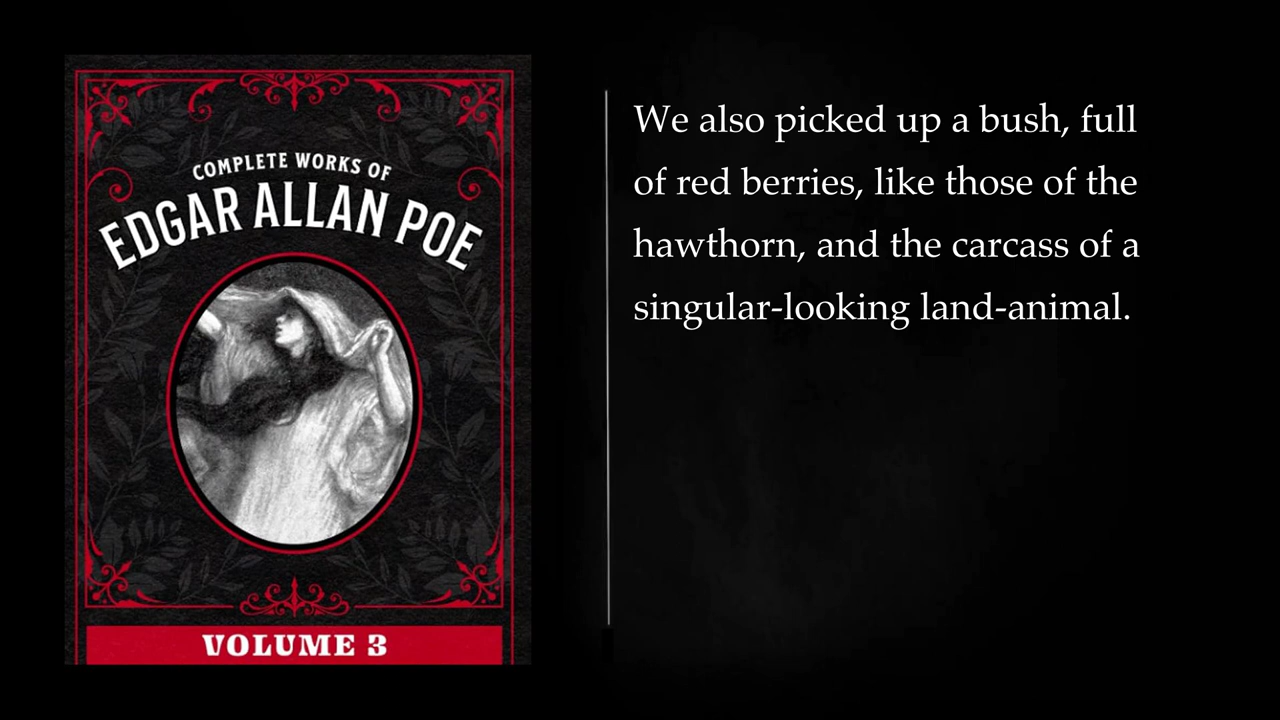 COMPLETE WORKS OF
EDGAR ALLAN POE
VOLUME 3
We also picked up a bush, full
of red berries, like those of the
hawthorn, and the carcass of a
singular-looking land-animal.